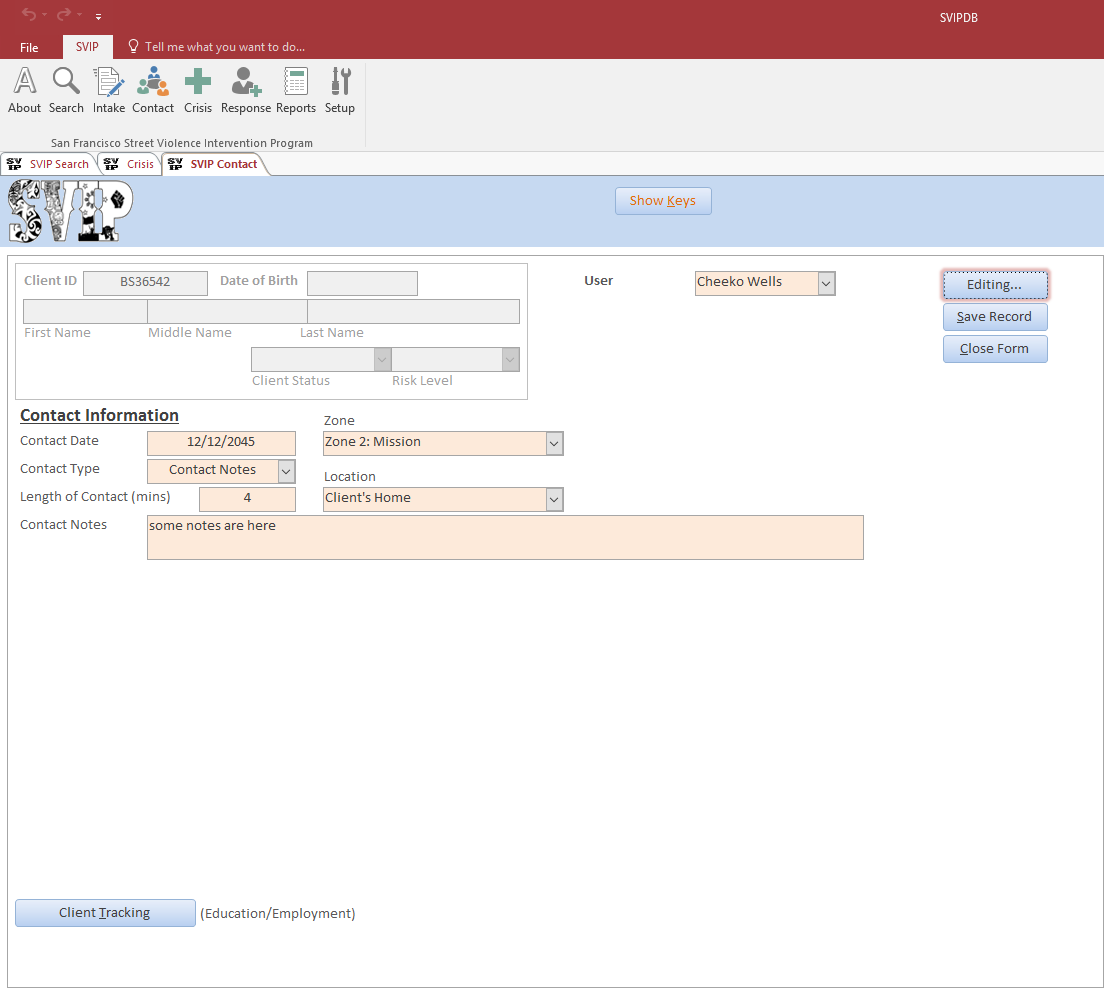 SVIPDB
File SVIP Tell me what you want to do...
About Search Intake Contact Crisis Response Reports Setup
San Francisco Street Violence Intervention Program
SVIP SVIP Search SVIP Crisis SVIP SVIP Contact
SVIP
Show Keys
Client ID BS36542 Date of Birth
User Cheeko Wells
Editing...
First Name Middle Name Last Name
Save Record
Close Form
Client Status Risk Level
Contact Information
Zone
Contact Date 12/12/2045 Zone 2: Mission
Contact Type Contact Notes
Location
Length of Contact (mins) 4 Client's Home
Contact Notes some notes are here
Client Tracking (Education/Employment)